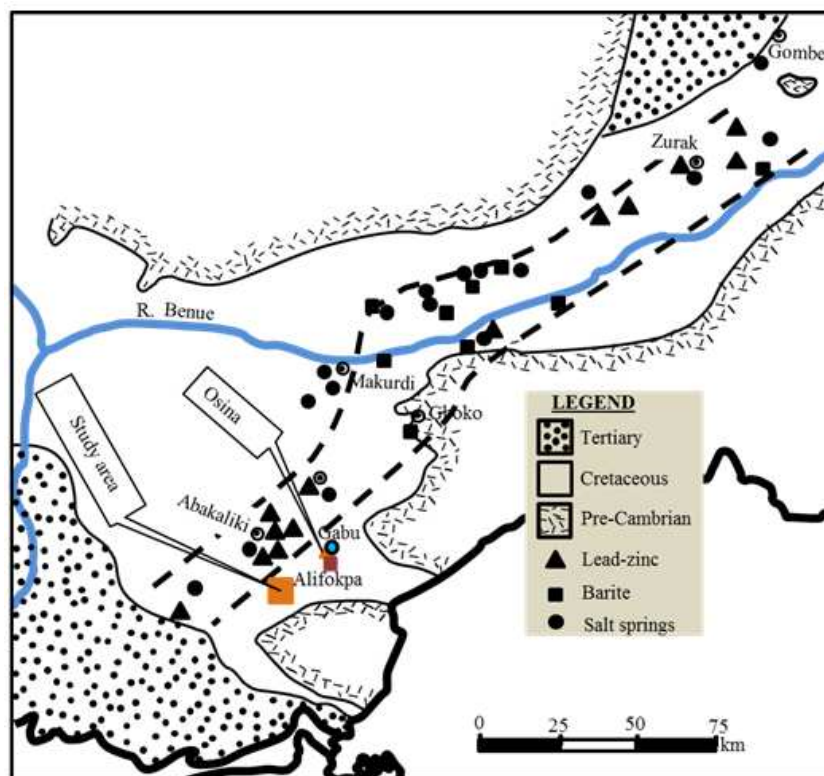 Gombe
Zurak
R. Benue
Makurdi
Gboko
Osina
Study area
Abakaliki
Gabu
Alifokpa
LEGEND
Tertiary
Cretaceous
Pre-Cambrian
Lead-zinc
Barite
Salt springs
0 25 50 75
km